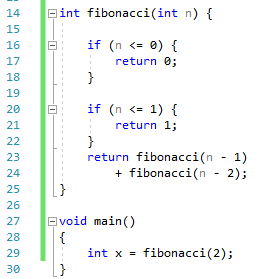 14 int fibonacci(int n) {
15
16     if (n <= 0) {
17         return 0;
18     }
19
20     if (n <= 1) {
21         return 1;
22     }
23     return fibonacci(n - 1)
24         + fibonacci(n - 2);
25 }
26
27 void main()
28 {
29     int x = fibonacci(2);
30 }